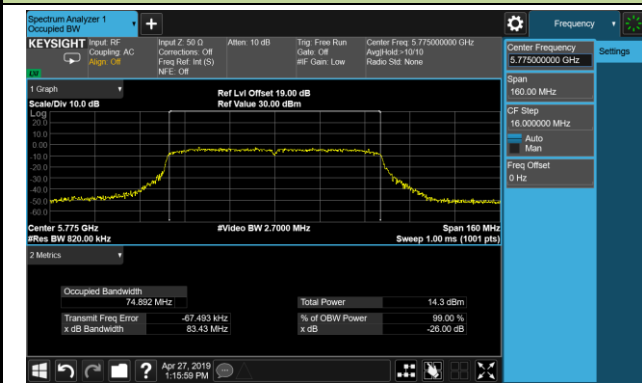 Spectrum Analyzer 1
Occupied BW
Frequency
KEYSIGHT
Input: RF
Coupling: AC
Align: Off
Input Z: 50 Ω
Corrections: Off
Freq Ref: Int (S)
NFE: Off
Atten: 10 dB
Trig: Free Run
Gate: Off
#IF Gain: Low
Center Freq: 5.775000000 GHz
Avg|Hold:>10/10
Radio Std: None
Center Frequency
5.775000000 GHz
Settings
Span
160.00 MHz
CF Step
16.000000 MHz
Auto
Man
Freq Offset
0 Hz
1 Graph
Scale/Div 10.0 dB
Ref Lvl Offset 19.00 dB
Ref Value 30.00 dBm
Log
20.0
10.0
0.00
-10.0
-20.0
-30.0
-40.0
-50.0
-60.0
Center 5.775 GHz
#Res BW 820.00 kHz
#Video BW 2.7000 MHz
Span 160 MHz
Sweep 1.00 ms (1001 pts)
2 Metrics
Occupied Bandwidth
74.892 MHz
Total Power 14.3 dBm
Transmit Freq Error -67.493 kHz
% of OBW Power 99.00 %
x dB Bandwidth 83.43 MHz
x dB -26.00 dB
Apr 27, 2019
1:15:59 PM